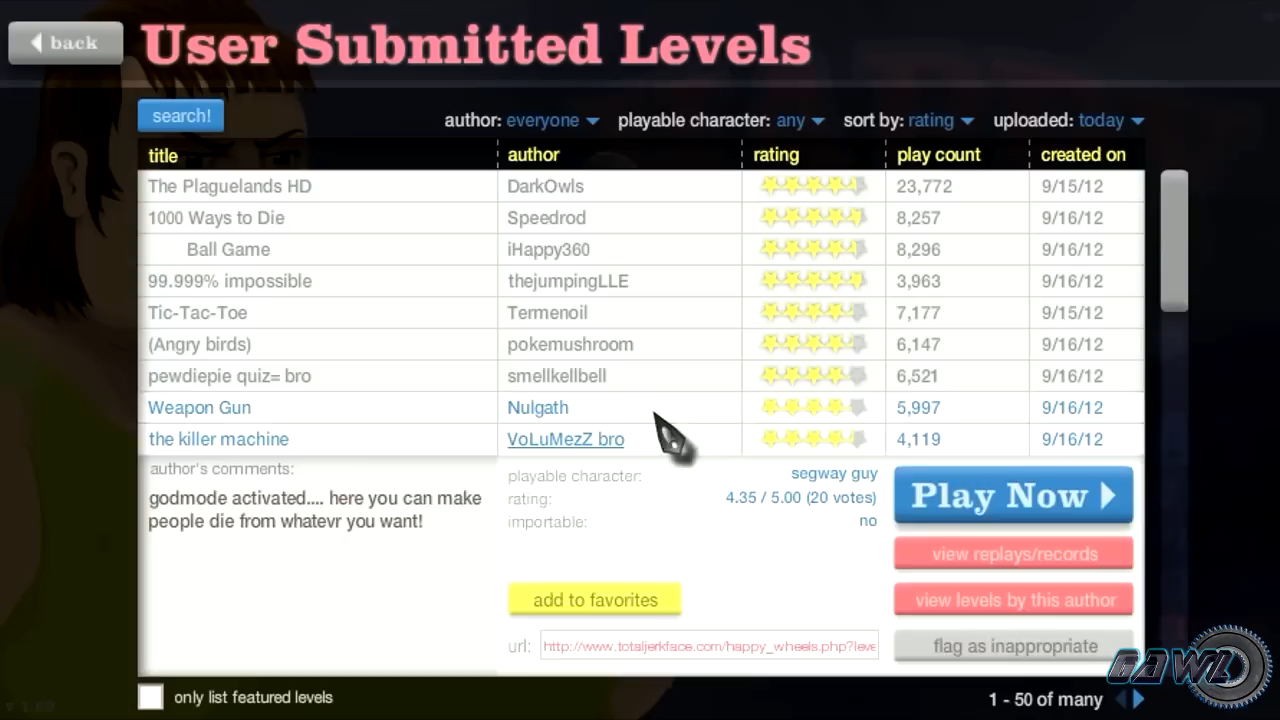 back
User Submitted Levels
search!
author: everyone playable character: any sort by: rating uploaded: today
title author rating play count created on
The Plaguelands HD DarkOwls 23,772 9/15/12
1000 Ways to Die Speedrod 8,257 9/16/12
Ball Game iHappy360 8,296 9/16/12
99.999% impossible thejumpingLLE 3,963 9/16/12
Tic-Tac-Toe Termenoil 7,177 9/15/12
(Angry birds) pokemushroom 6,147 9/16/12
pewdiepie quiz= bro smellkellbell 6,521 9/16/12
Weapon Gun Nulgath 5,997 9/16/12
the killer machine VoLuMezZ bro 4,119 9/16/12
author's comments:
godmode activated.... here you can make
people die from whatevr you want!
playable character: segway guy
rating: 4.35 / 5.00 (20 votes)
importable: no
add to favorites
url: http://www.totaljerkface.com/happy_wheels.php?leve
Play Now
view replays/records
view levels by this author
flag as inappropriate
GAWL
only list featured levels
1 - 50 of many